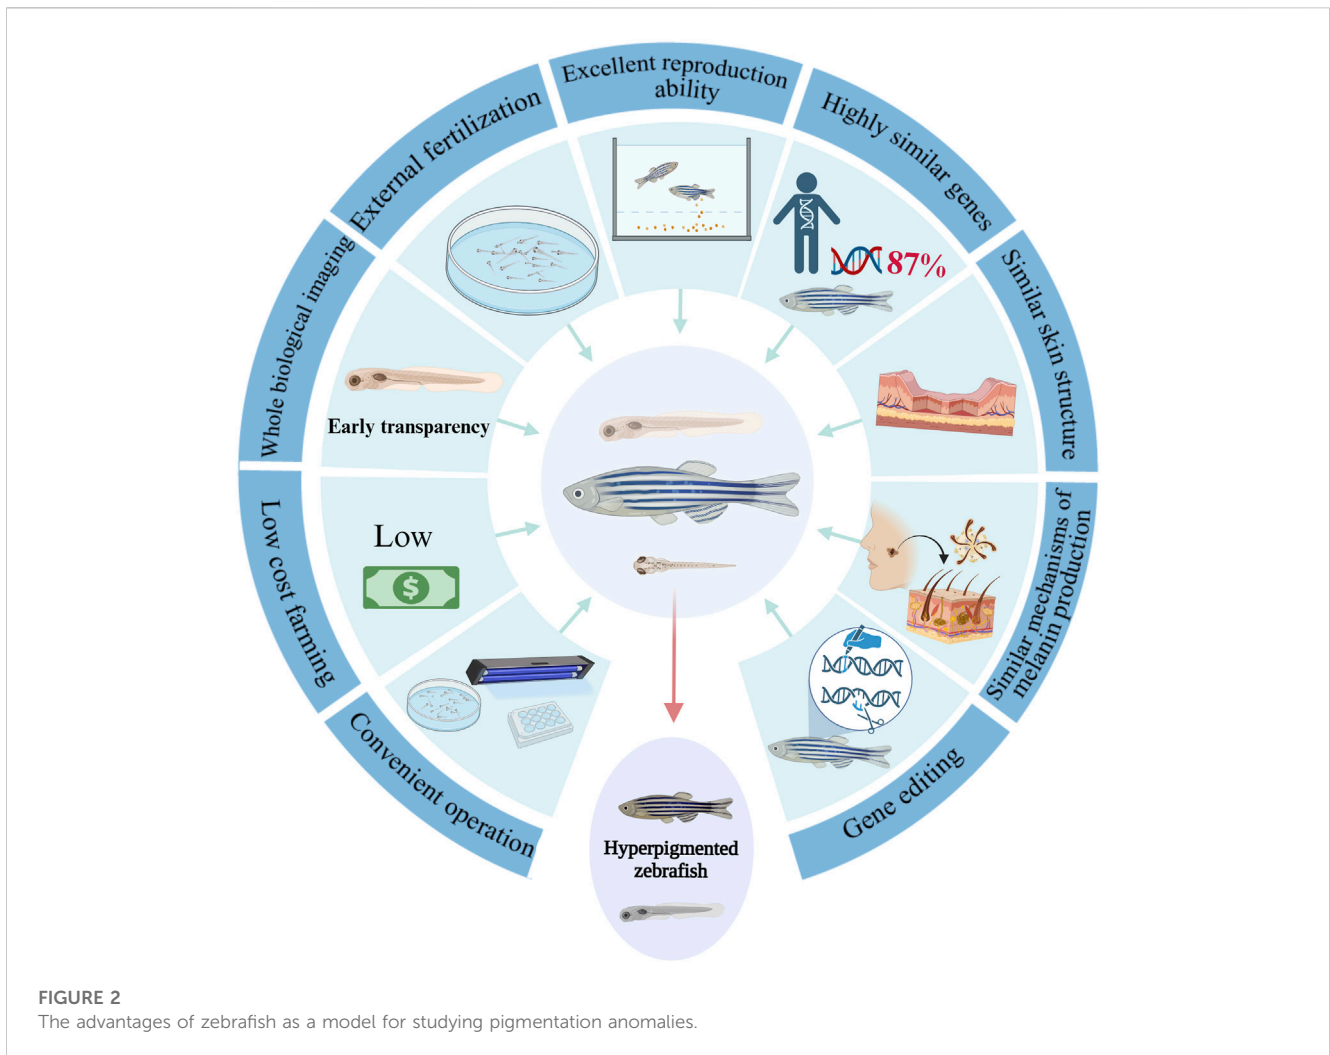 Excellent reproduction
ability
Highly similar genes
External fertilization
87%
Similar skin structure
Whole biological imaging
Early transparency
Low
$
Low cost farming
Similar mechanisms of
melanin production
Convenient operation
Gene editing
Hyperpigmented
zebrafish
FIGURE 2
The advantages of zebrafish as a model for studying pigmentation anomalies.